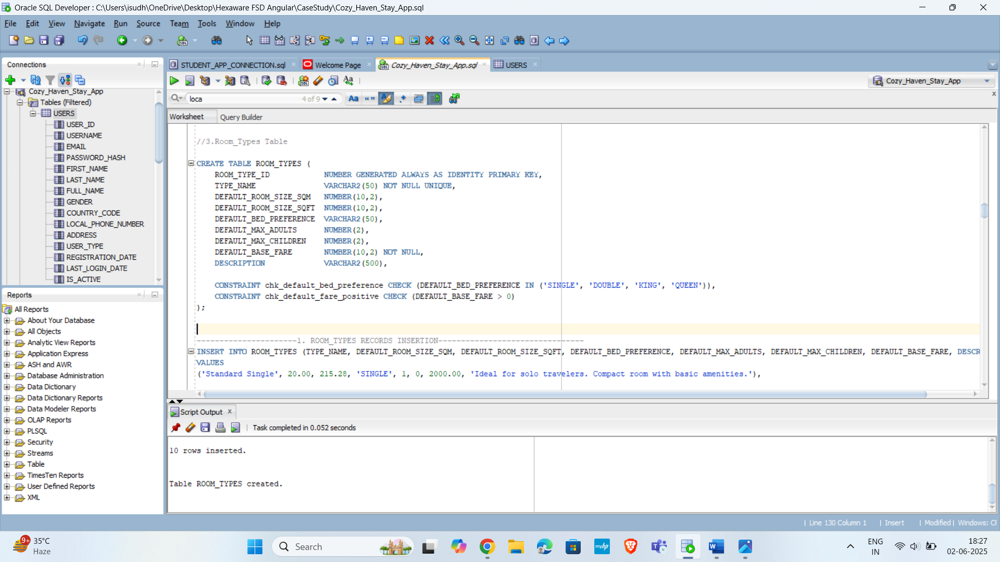 Oracle SQL Developer : C:\Users\isudh\OneDrive\Desktop\Hexaware FSD Angular\CaseStudy\Cozy_Haven_Stay_App.sql
File Edit View Navigate Run Source Team Tools Window Help
Connections
Cozy_Haven_Stay_App
Tables (Filtered)
USERS
USER_ID
USERNAME
EMAIL
PASSWORD_HASH
FIRST_NAME
LAST_NAME
FULL_NAME
GENDER
COUNTRY_CODE
LOCAL_PHONE_NUMBER
ADDRESS
USER_TYPE
REGISTRATION_DATE
LAST_LOGIN_DATE
IS_ACTIVE
Reports
All Reports
About Your Database
All Objects
Analytic View Reports
Application Express
ASH and AWR
Database Administration
Data Dictionary
Data Dictionary Reports
Data Modeler Reports
OLAP Reports
PLSQL
Security
Streams
Table
TimesTen Reports
User Defined Reports
XML
STUDENT_APP_CONNECTION.sql Welcome Page Cozy_Haven_Stay_App.sql USERS
Cozy_Haven_Stay_App
loca 4 of 9
Worksheet Query Builder
//3.Room_Types Table
CREATE TABLE ROOM_TYPES (
ROOM_TYPE_ID NUMBER GENERATED ALWAYS AS IDENTITY PRIMARY KEY,
TYPE_NAME VARCHAR2(50) NOT NULL UNIQUE,
DEFAULT_ROOM_SIZE_SQM NUMBER(10,2),
DEFAULT_ROOM_SIZE_SQFT NUMBER(10,2),
DEFAULT_BED_PREFERENCE VARCHAR2(50),
DEFAULT_MAX_ADULTS NUMBER(2),
DEFAULT_MAX_CHILDREN NUMBER(2),
DEFAULT_BASE_FARE NUMBER(10,2) NOT NULL,
DESCRIPTION VARCHAR2(500),
CONSTRAINT chk_default_bed_preference CHECK (DEFAULT_BED_PREFERENCE IN ('SINGLE', 'DOUBLE', 'KING', 'QUEEN')),
CONSTRAINT chk_default_fare_positive CHECK (DEFAULT_BASE_FARE > 0)
);
----------------------1. ROOM_TYPES RECORDS INSERTION--------------------------------
INSERT INTO ROOM_TYPES (TYPE_NAME, DEFAULT_ROOM_SIZE_SQM, DEFAULT_ROOM_SIZE_SQFT, DEFAULT_BED_PREFERENCE, DEFAULT_MAX_ADULTS, DEFAULT_MAX_CHILDREN, DEFAULT_BASE_FARE, DESCR
VALUES
('Standard Single', 20.00, 215.28, 'SINGLE', 1, 0, 2000.00, 'Ideal for solo travelers. Compact room with basic amenities.'),
Script Output
Task completed in 0.052 seconds
10 rows inserted.
Table ROOM_TYPES created.
Line 130 Column 1 | Insert | Modified | Windows: C
9+ 35°C
Haze
Search
myhp
ENG
IN
18:27
02-06-2025